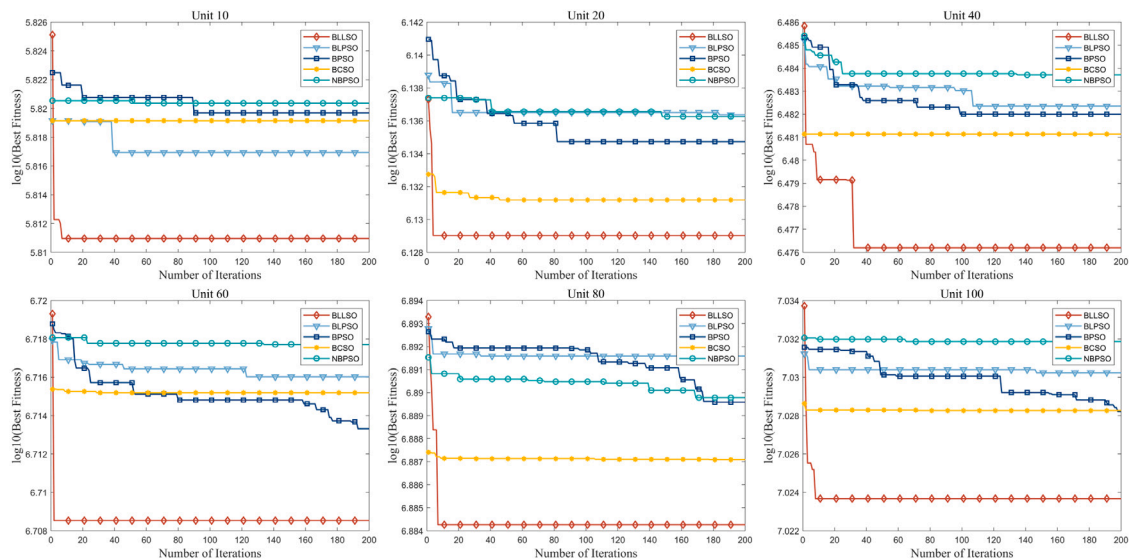 Unit 10
log10(Best Fitness)
5.826
5.824
5.822
5.82
5.818
5.816
5.814
5.812
5.81
0 20 40 60 80 100 120 140 160 180 200
Number of Iterations
BLLSO
BLPSO
BPSO
BCSO
NBPSO
Unit 20
log10(Best Fitness)
6.142
6.14
6.138
6.136
6.134
6.132
6.13
6.128
0 20 40 60 80 100 120 140 160 180 200
Number of Iterations
BLLSO
BLPSO
BPSO
BCSO
NBPSO
Unit 40
log10(Best Fitness)
6.486
6.485
6.484
6.483
6.482
6.481
6.48
6.479
6.478
6.477
6.476
0 20 40 60 80 100 120 140 160 180 200
Number of Iterations
BLLSO
BLPSO
BPSO
BCSO
NBPSO
Unit 60
log10(Best Fitness)
6.72
6.718
6.716
6.714
6.712
6.71
6.708
0 20 40 60 80 100 120 140 160 180 200
Number of Iterations
BLLSO
BLPSO
BPSO
BCSO
NBPSO
Unit 80
log10(Best Fitness)
6.894
6.893
6.892
6.891
6.89
6.889
6.888
6.887
6.886
6.885
6.884
0 20 40 60 80 100 120 140 160 180 200
Number of Iterations
BLLSO
BLPSO
BPSO
BCSO
NBPSO
Unit 100
log10(Best Fitness)
7.034
7.032
7.03
7.028
7.026
7.024
7.022
0 20 40 60 80 100 120 140 160 180 200
Number of Iterations
BLLSO
BLPSO
BPSO
BCSO
NBPSO